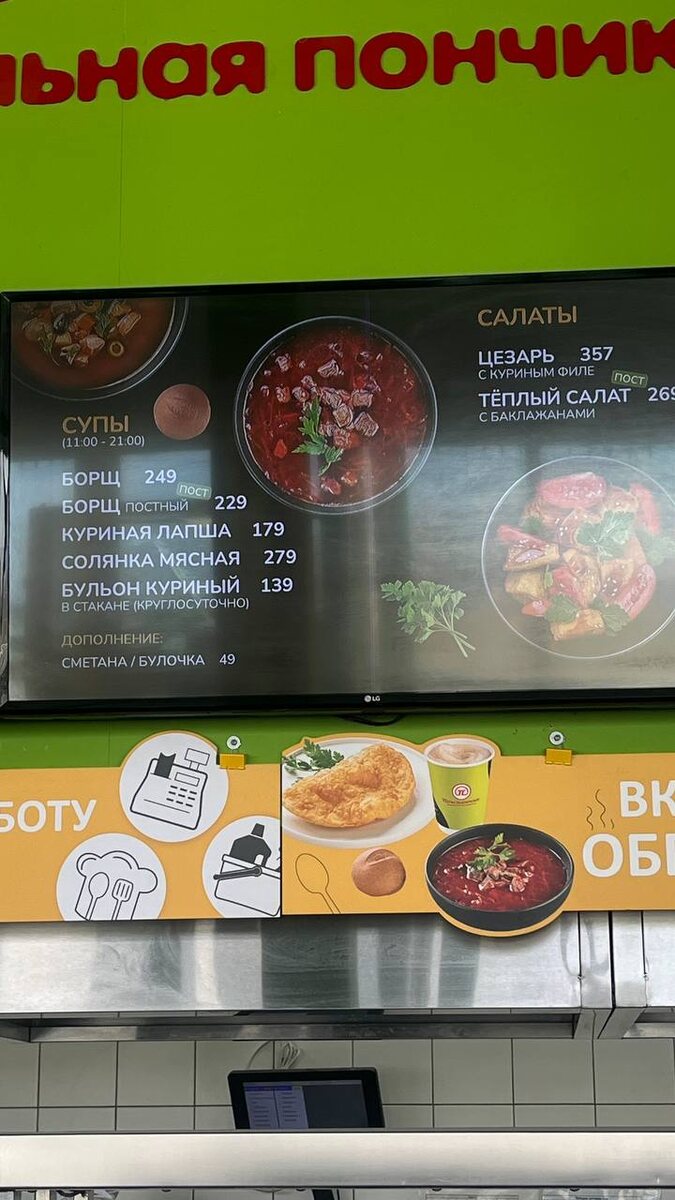 льная пончик
САЛАТЫ
ЦЕЗАРЬ 357
С КУРИНЫМ ФИЛЕ
ПОСТ
ТЁПЛЫЙ САЛАТ 269
С БАКЛАЖАНАМИ
СУПЫ
(11:00 - 21:00)
БОРЩ 249
ПОСТ
БОРЩ ПОСТНЫЙ 229
КУРИНАЯ ЛАПША 179
СОЛЯНКА МЯСНАЯ 279
БУЛЬОН КУРИНЫЙ 139
В СТАКАНЕ (КРУГЛОСУТОЧНО)
ДОПОЛНЕНИЕ:
СМЕТАНА / БУЛОЧКА 49
LG
БОТУ
ВК
ОБЕ